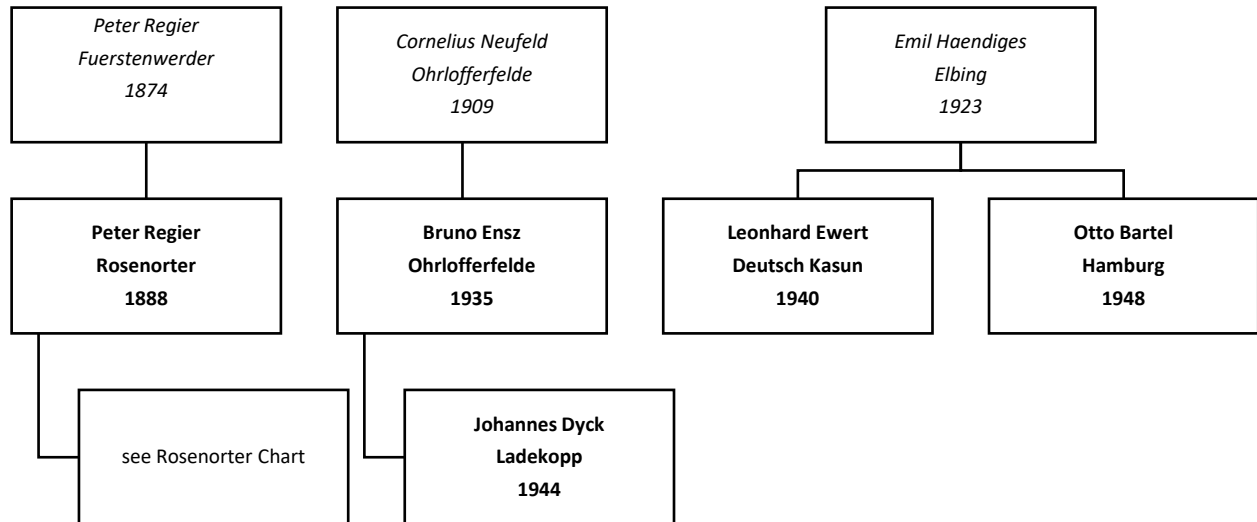 Peter Regier
Fuerstenwerder
1874
Cornelius Neufeld
Ohrlofferfelde
1909
Emil Haendiges
Elbing
1923
Peter Regier
Rosenorter
1888
Bruno Ensz
Ohrlofferfelde
1935
Leonhard Ewert
Deutsch Kasun
1940
Otto Bartel
Hamburg
1948
see Rosenorter Chart
Johannes Dyck
Ladekopp
1944